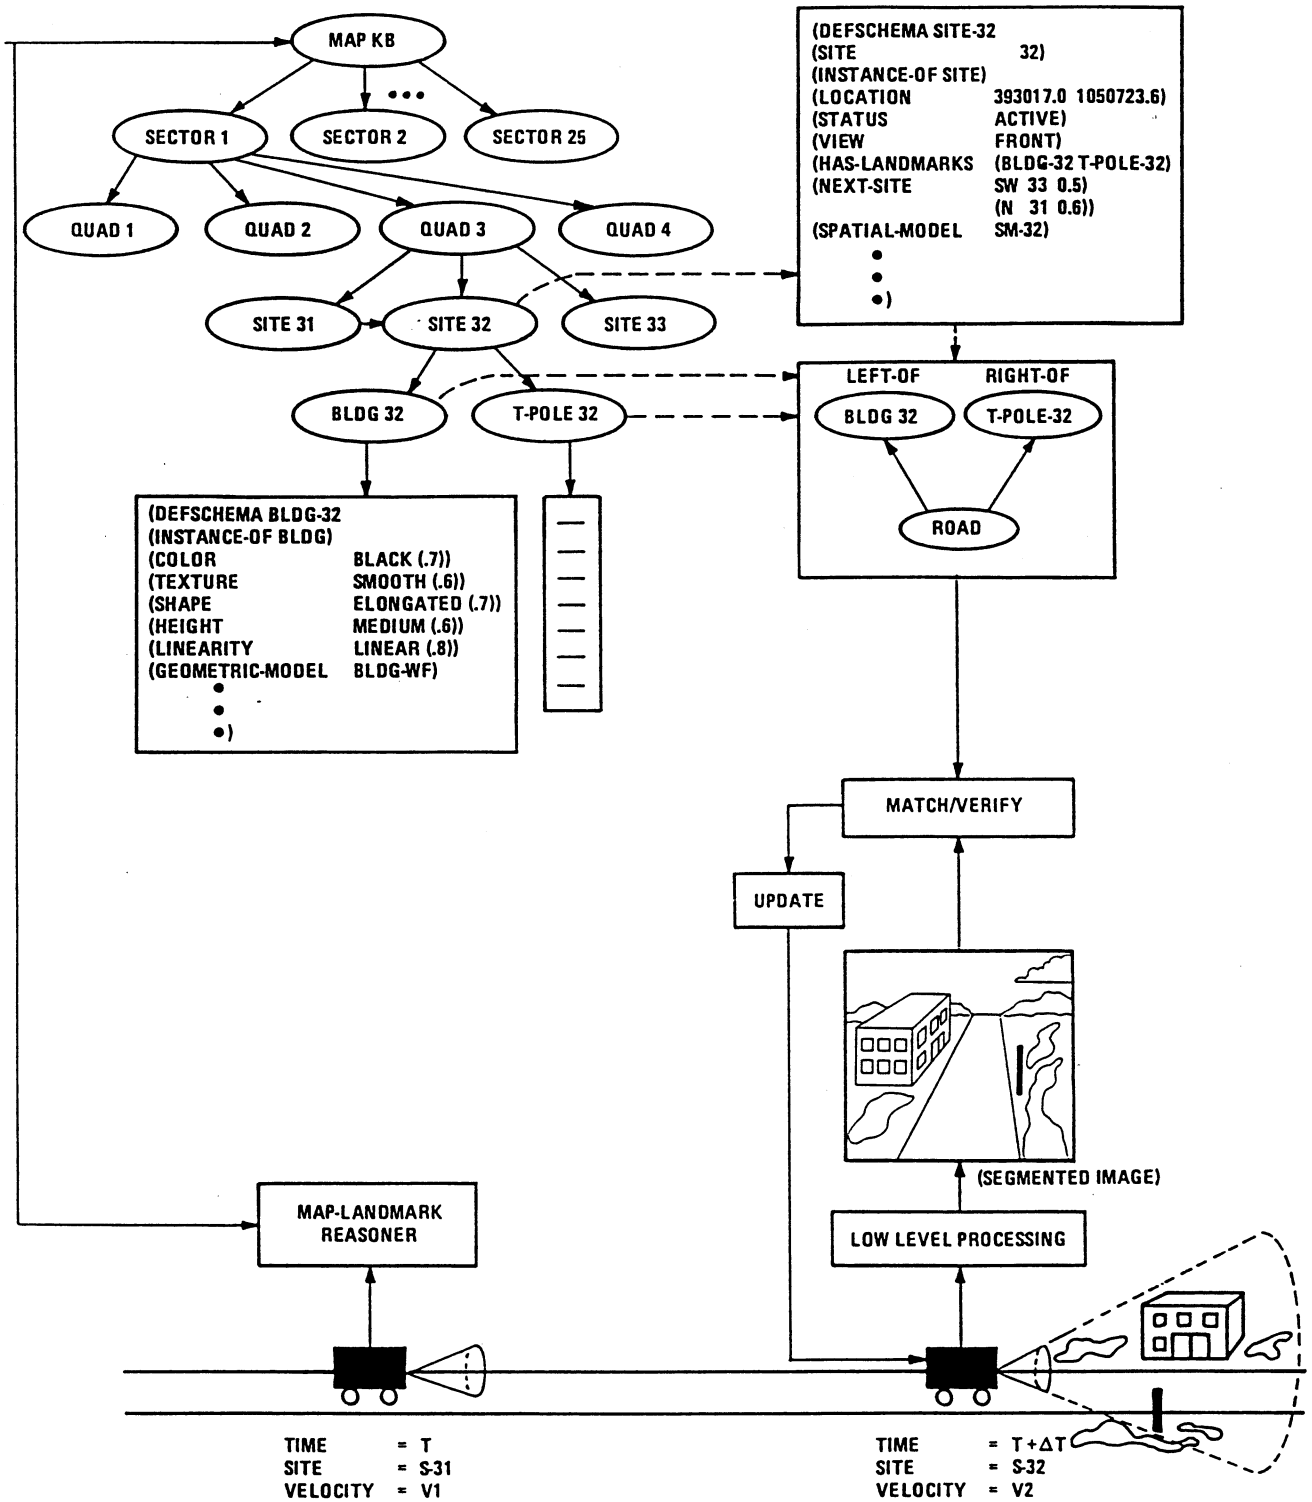 MAP KB
SECTOR 1
SECTOR 2
SECTOR 25
QUAD 1
QUAD 2
QUAD 3
QUAD 4
SITE 31
SITE 32
SITE 33
BLDG 32
T-POLE 32
(DEFSCHEMA SITE-32
(SITE 32)
(INSTANCE-OF SITE)
(LOCATION 393017.0 1050723.6)
(STATUS ACTIVE)
(VIEW FRONT)
(HAS-LANDMARKS (BLDG-32 T-POLE-32)
(NEXT-SITE SW 33 0.5)
(N 31 0.6))
(SPATIAL-MODEL SM-32)
)
LEFT-OF RIGHT-OF
BLDG 32
T-POLE-32
ROAD
(DEFSCHEMA BLDG-32
(INSTANCE-OF BLDG)
(COLOR BLACK (.7))
(TEXTURE SMOOTH (.6))
(SHAPE ELONGATED (.7))
(HEIGHT MEDIUM (.6))
(LINEARITY LINEAR (.8))
(GEOMETRIC-MODEL BLDG-WF)
)
MATCH/VERIFY
UPDATE
(SEGMENTED IMAGE)
MAP-LANDMARK
REASONER
LOW LEVEL PROCESSING
TIME = T
SITE = S-31
VELOCITY = V1
TIME = T + ΔT
SITE = S-32
VELOCITY = V2